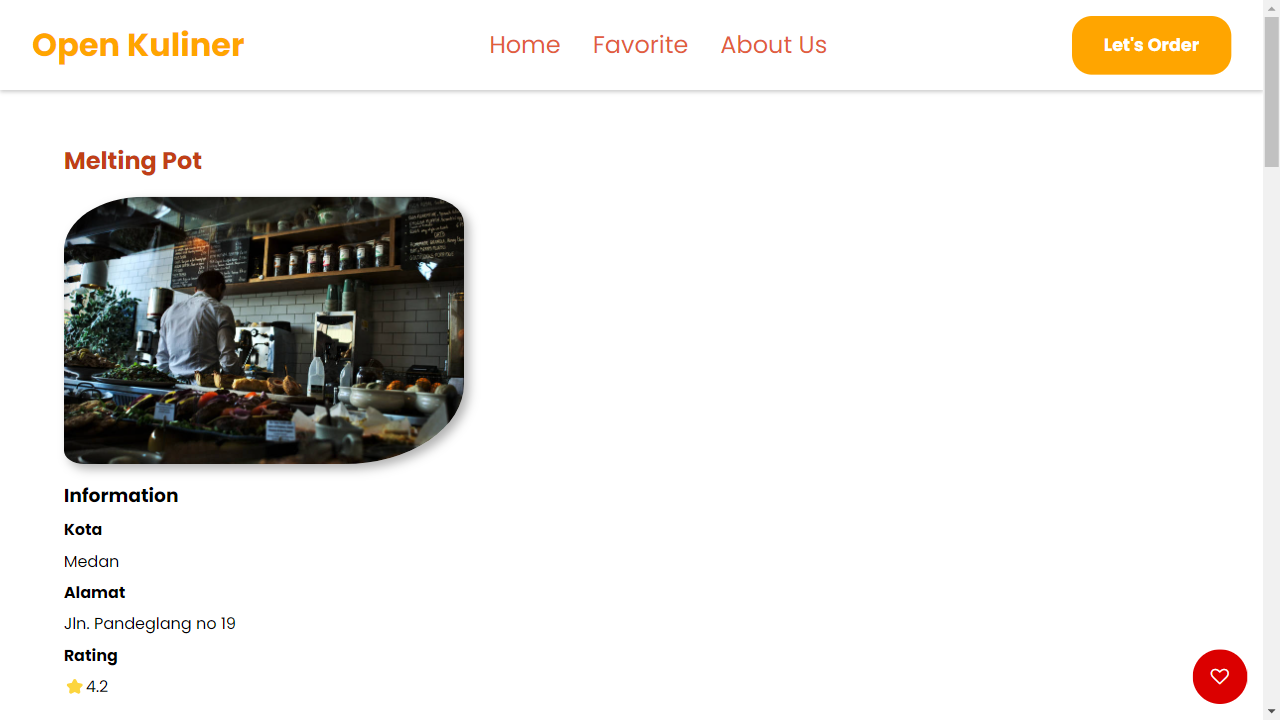 Open Kuliner
Home Favorite About Us
Let's Order
Melting Pot
Information
Kota
Medan
Alamat
Jln. Pandeglang no 19
Rating
4.2